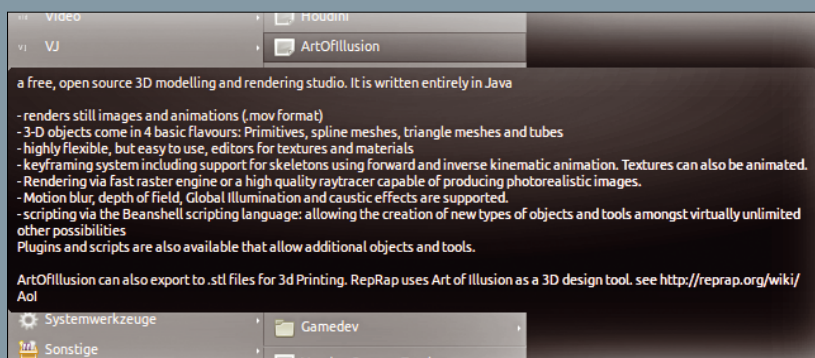 Video
Houdini
VJ
VJ
ArtOfIllusion
a free, open source 3D modelling and rendering studio. It is written entirely in Java
- renders still images and animations (.mov format)
- 3-D objects come in 4 basic flavours: Primitives, spline meshes, triangle meshes and tubes
- highly flexible, but easy to use, editors for textures and materials
- keyframing system including support for skeletons using forward and inverse kinematic animation. Textures can also be animated.
- Rendering via fast raster engine or a high quality raytracer capable of producing photorealistic images.
- Motion blur, depth of field, Global Illumination and caustic effects are supported.
- scripting via the Beanshell scripting language: allowing the creation of new types of objects and tools amongst virtually unlimited
other possibilities
Plugins and scripts are also available that allow additional objects and tools.
ArtOfIllusion can also export to .stl files for 3d Printing. RepRap uses Art of Illusion as a 3D design tool. see http://reprap.org/wiki/
AoI
Systemwerkzeuge
Gamedev
Sonstige